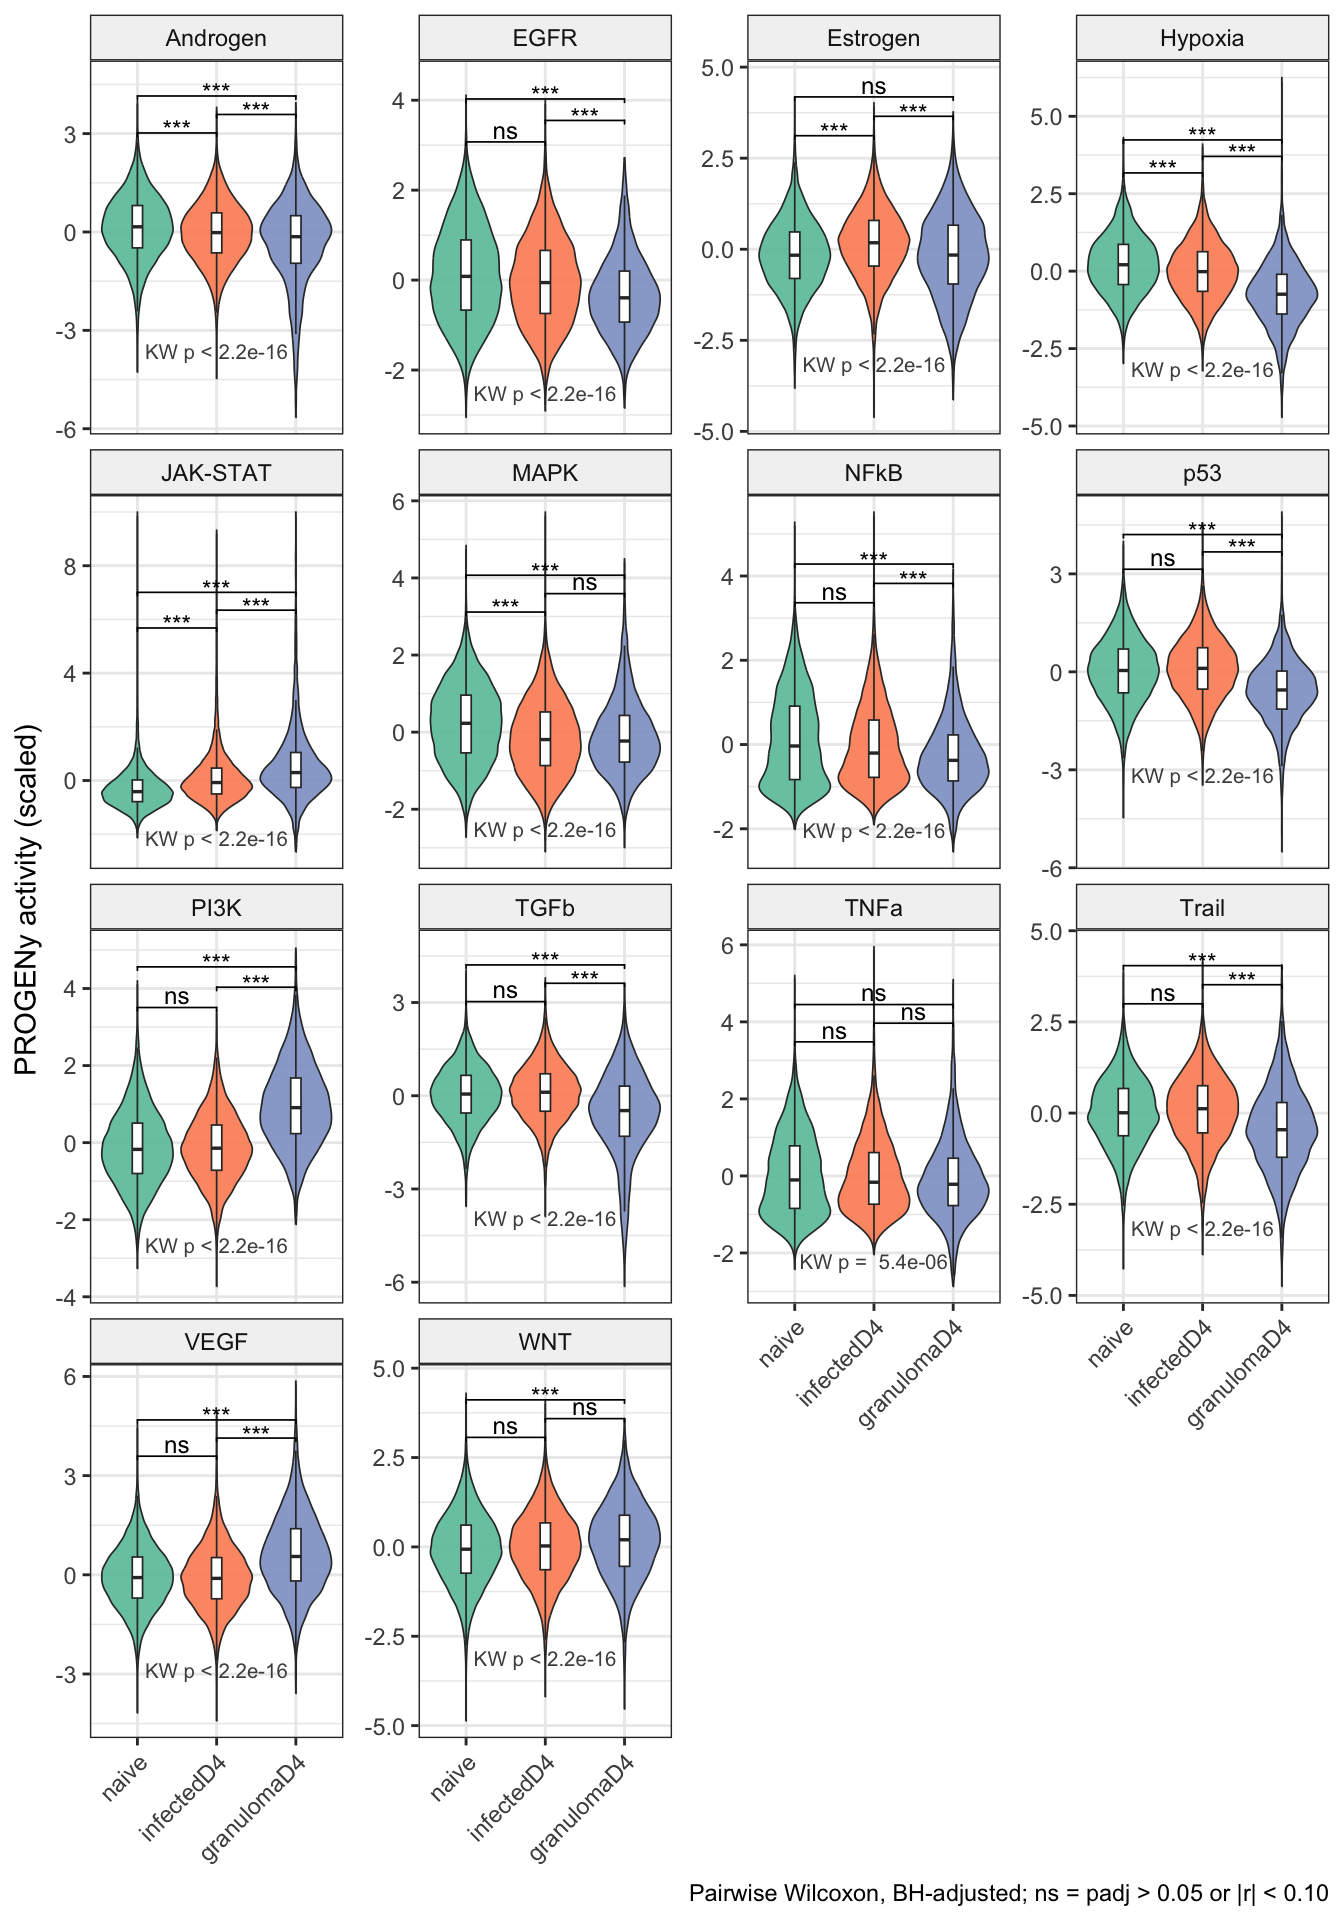 Androgen
EGFR
Estrogen
Hypoxia
3
0
-3
-6
***
***
***
KW p < 2.2e-16
4
2
0
-2
***
***
ns
KW p < 2.2e-16
5.0
2.5
0.0
-2.5
-5.0
ns
***
***
KW p < 2.2e-16
5.0
2.5
0.0
-2.5
-5.0
***
***
***
KW p < 2.2e-16
JAK-STAT
MAPK
NFkB
p53
8
4
0
***
***
***
KW p < 2.2e-16
6
4
2
0
-2
***
ns
***
KW p < 2.2e-16
4
2
0
-2
***
***
ns
KW p < 2.2e-16
3
0
-3
-6
***
***
ns
KW p < 2.2e-16
PROGENy activity (scaled)
PI3K
TGFb
TNFa
Trail
4
2
0
-2
-4
***
***
ns
KW p < 2.2e-16
3
0
-3
-6
***
***
ns
KW p < 2.2e-16
6
4
2
0
-2
ns
ns
ns
KW p =  5.4e-06
5.0
2.5
0.0
-2.5
-5.0
***
***
ns
KW p < 2.2e-16
naive
infectedD4
granulomaD4
naive
infectedD4
granulomaD4
VEGF
WNT
6
3
0
-3
***
***
ns
KW p < 2.2e-16
5.0
2.5
0.0
-2.5
-5.0
***
ns
ns
KW p < 2.2e-16
naive
infectedD4
granulomaD4
naive
infectedD4
granulomaD4
Pairwise Wilcoxon, BH-adjusted; ns = padj > 0.05 or |r| < 0.10